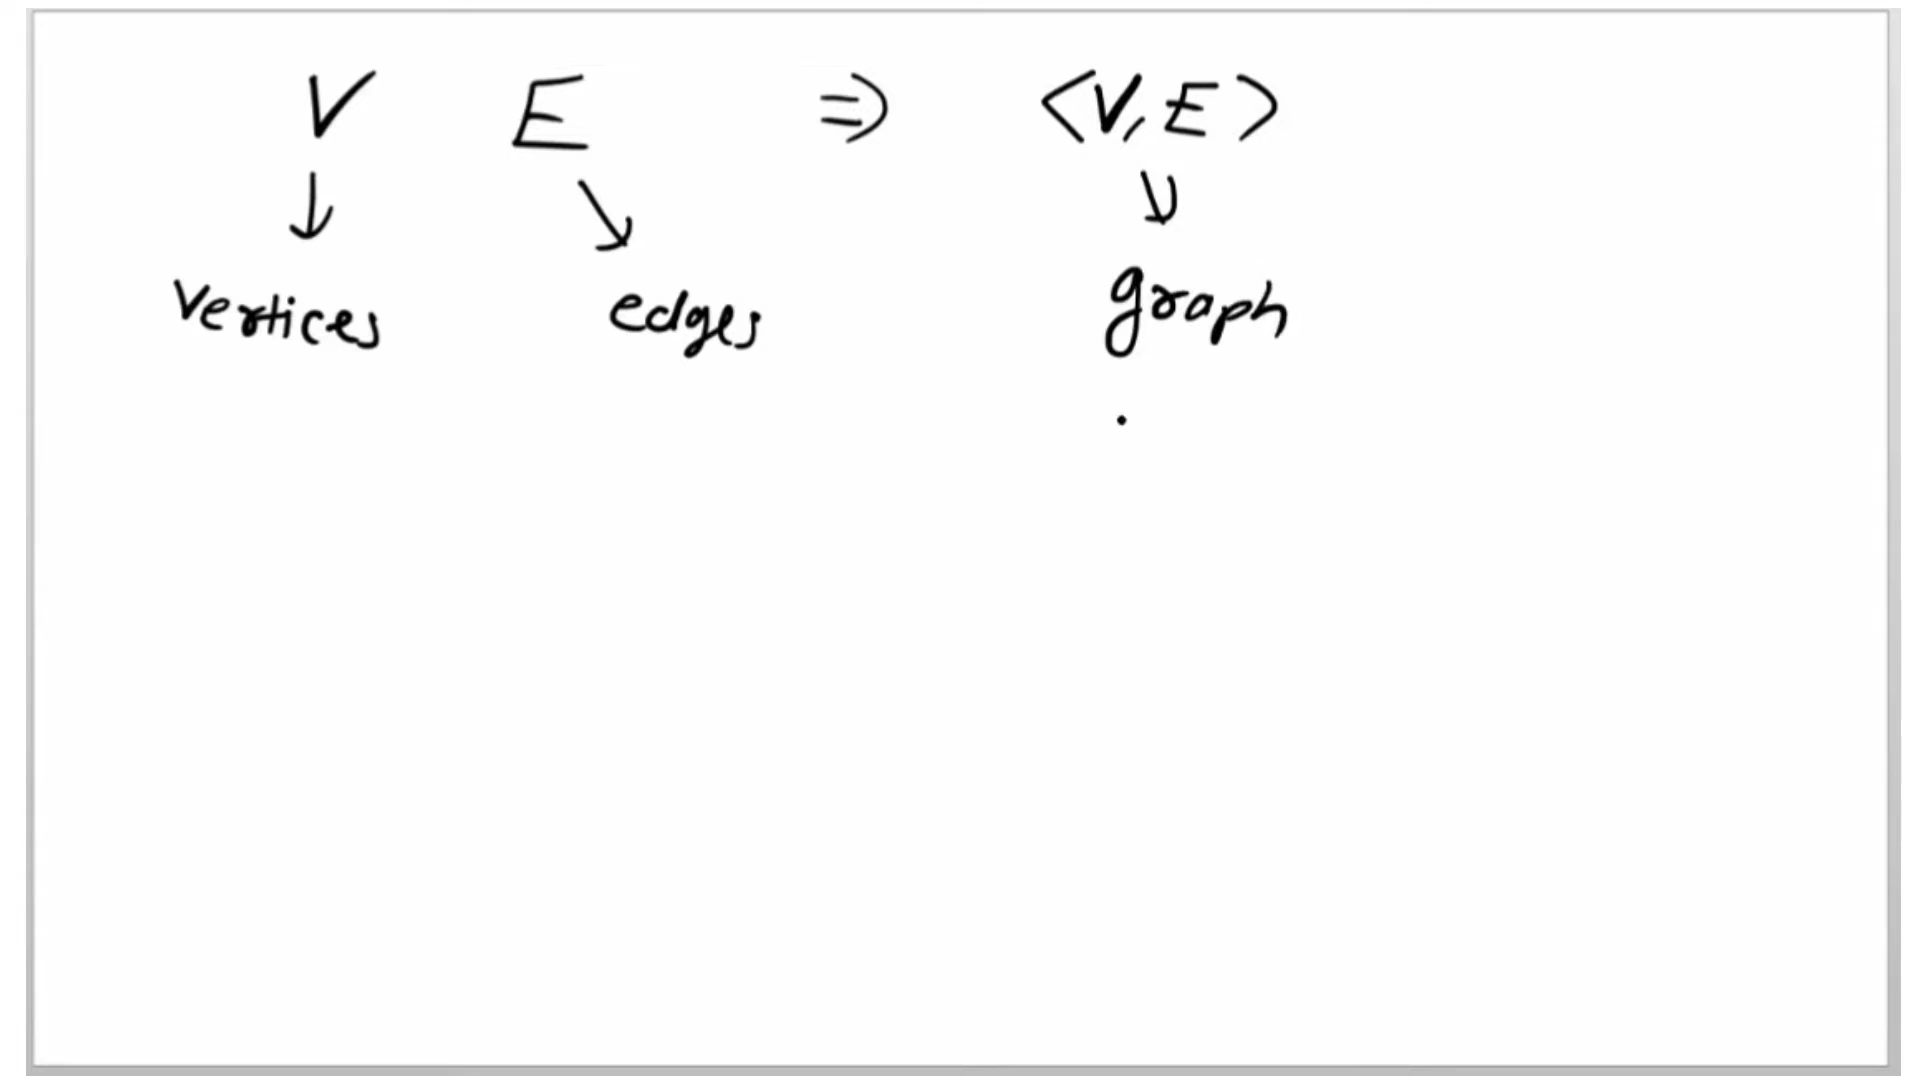 V E ⇒ <V, E>
↓ ↘ ↓
Vertices edges graph
.